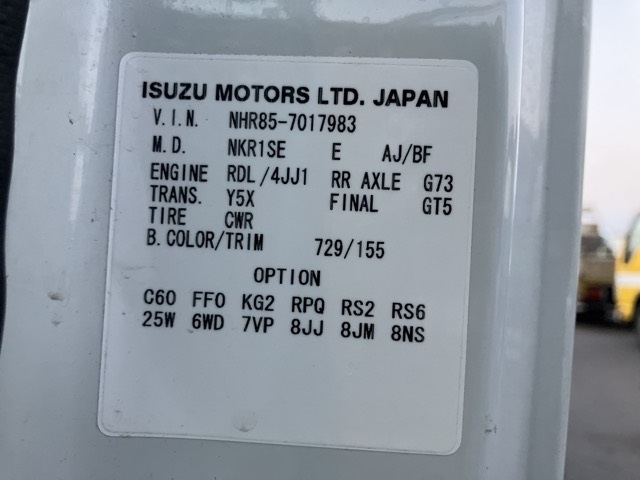 ISUZU MOTORS LTD. JAPAN
V.I.N. NHR85-7017983
M.D. NKR1SE E AJ/BF
ENGINE RDL/4JJ1 RR AXLE G73
TRANS. Y5X FINAL GT5
TIRE CWR
B.COLOR/TRIM 729/155
OPTION
C60 FF0 KG2 RPQ RS2 RS6
25W 6WD 7VP 8JJ 8JM 8NS